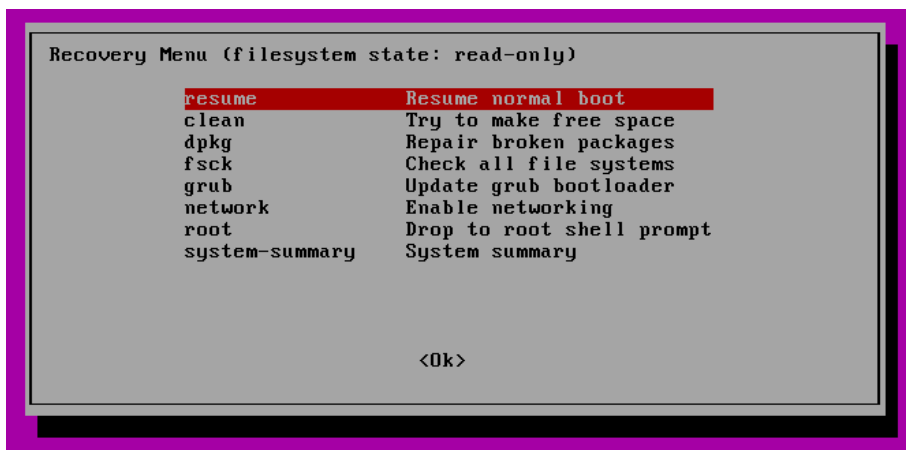 Recovery Menu (filesystem state: read-only)
resume Resume normal boot
clean Try to make free space
dpkg Repair broken packages
fsck Check all file systems
grub Update grub bootloader
network Enable networking
root Drop to root shell prompt
system-summary System summary
<Ok>